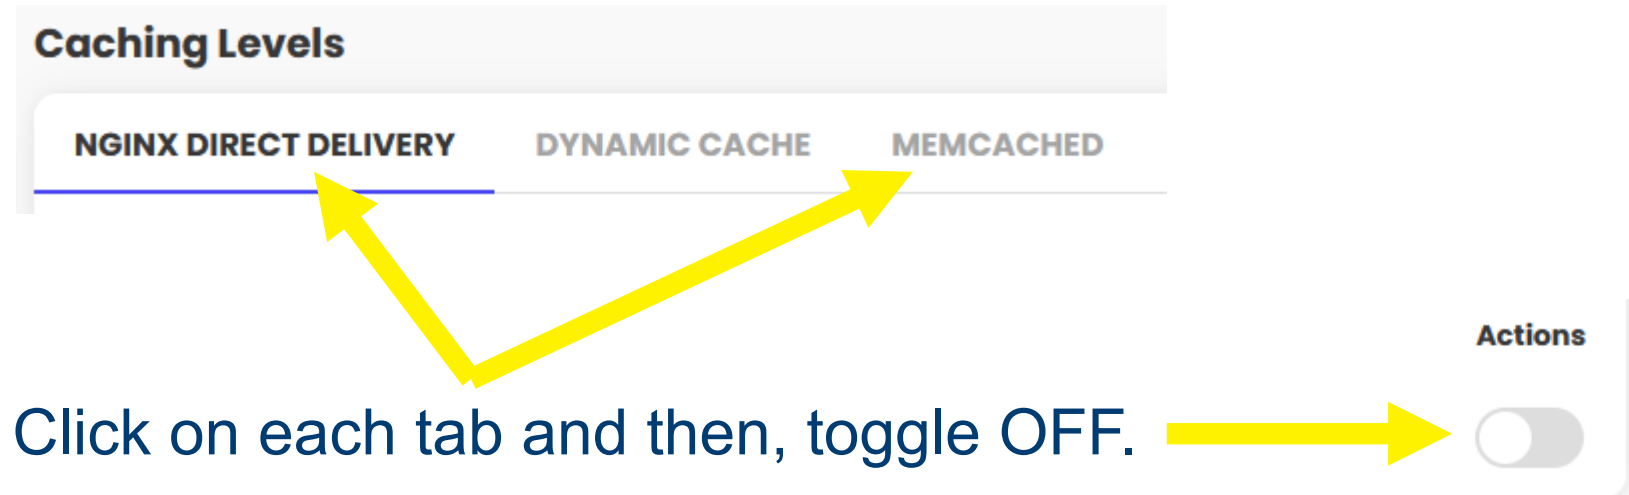 Caching Levels
NGINX DIRECT DELIVERY DYNAMIC CACHE MEMCACHED
Actions
Click on each tab and then, toggle OFF.